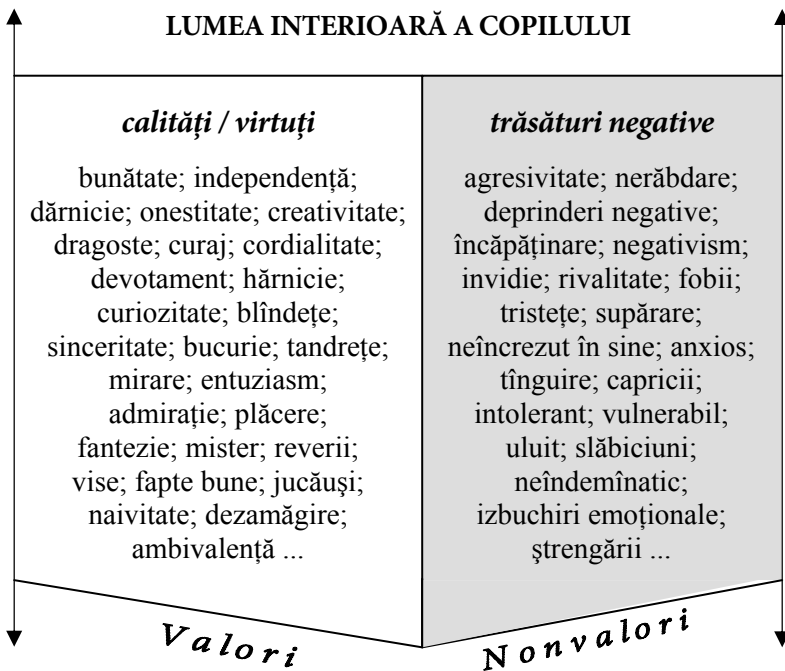 LUMEA INTERIOARĂ A COPILULUI
calități / virtuți
bunătate; independență;
dărnicie; onestitate; creativitate;
dragoste; curaj; cordialitate;
devotament; hărnicie;
curiozitate; blîndețe;
sinceritate; bucurie; tandrețe;
mirare; entuziasm;
admirație; plăcere;
fantezie; mister; reverii;
vise; fapte bune; jucăuşi;
naivitate; dezamăgire;
ambivalență ...
Valori
trăsături negative
agresivitate; nerăbdare;
deprinderi negative;
încăpăținare; negativism;
invidie; rivalitate; fobii;
tristețe; supărare;
neîncrezut în sine; anxios;
tînguire; capricii;
intolerant; vulnerabil;
uluit; slăbiciuni;
neîndemînatic;
izbuchiri emoționale;
ştrengării ...
Nonvalori